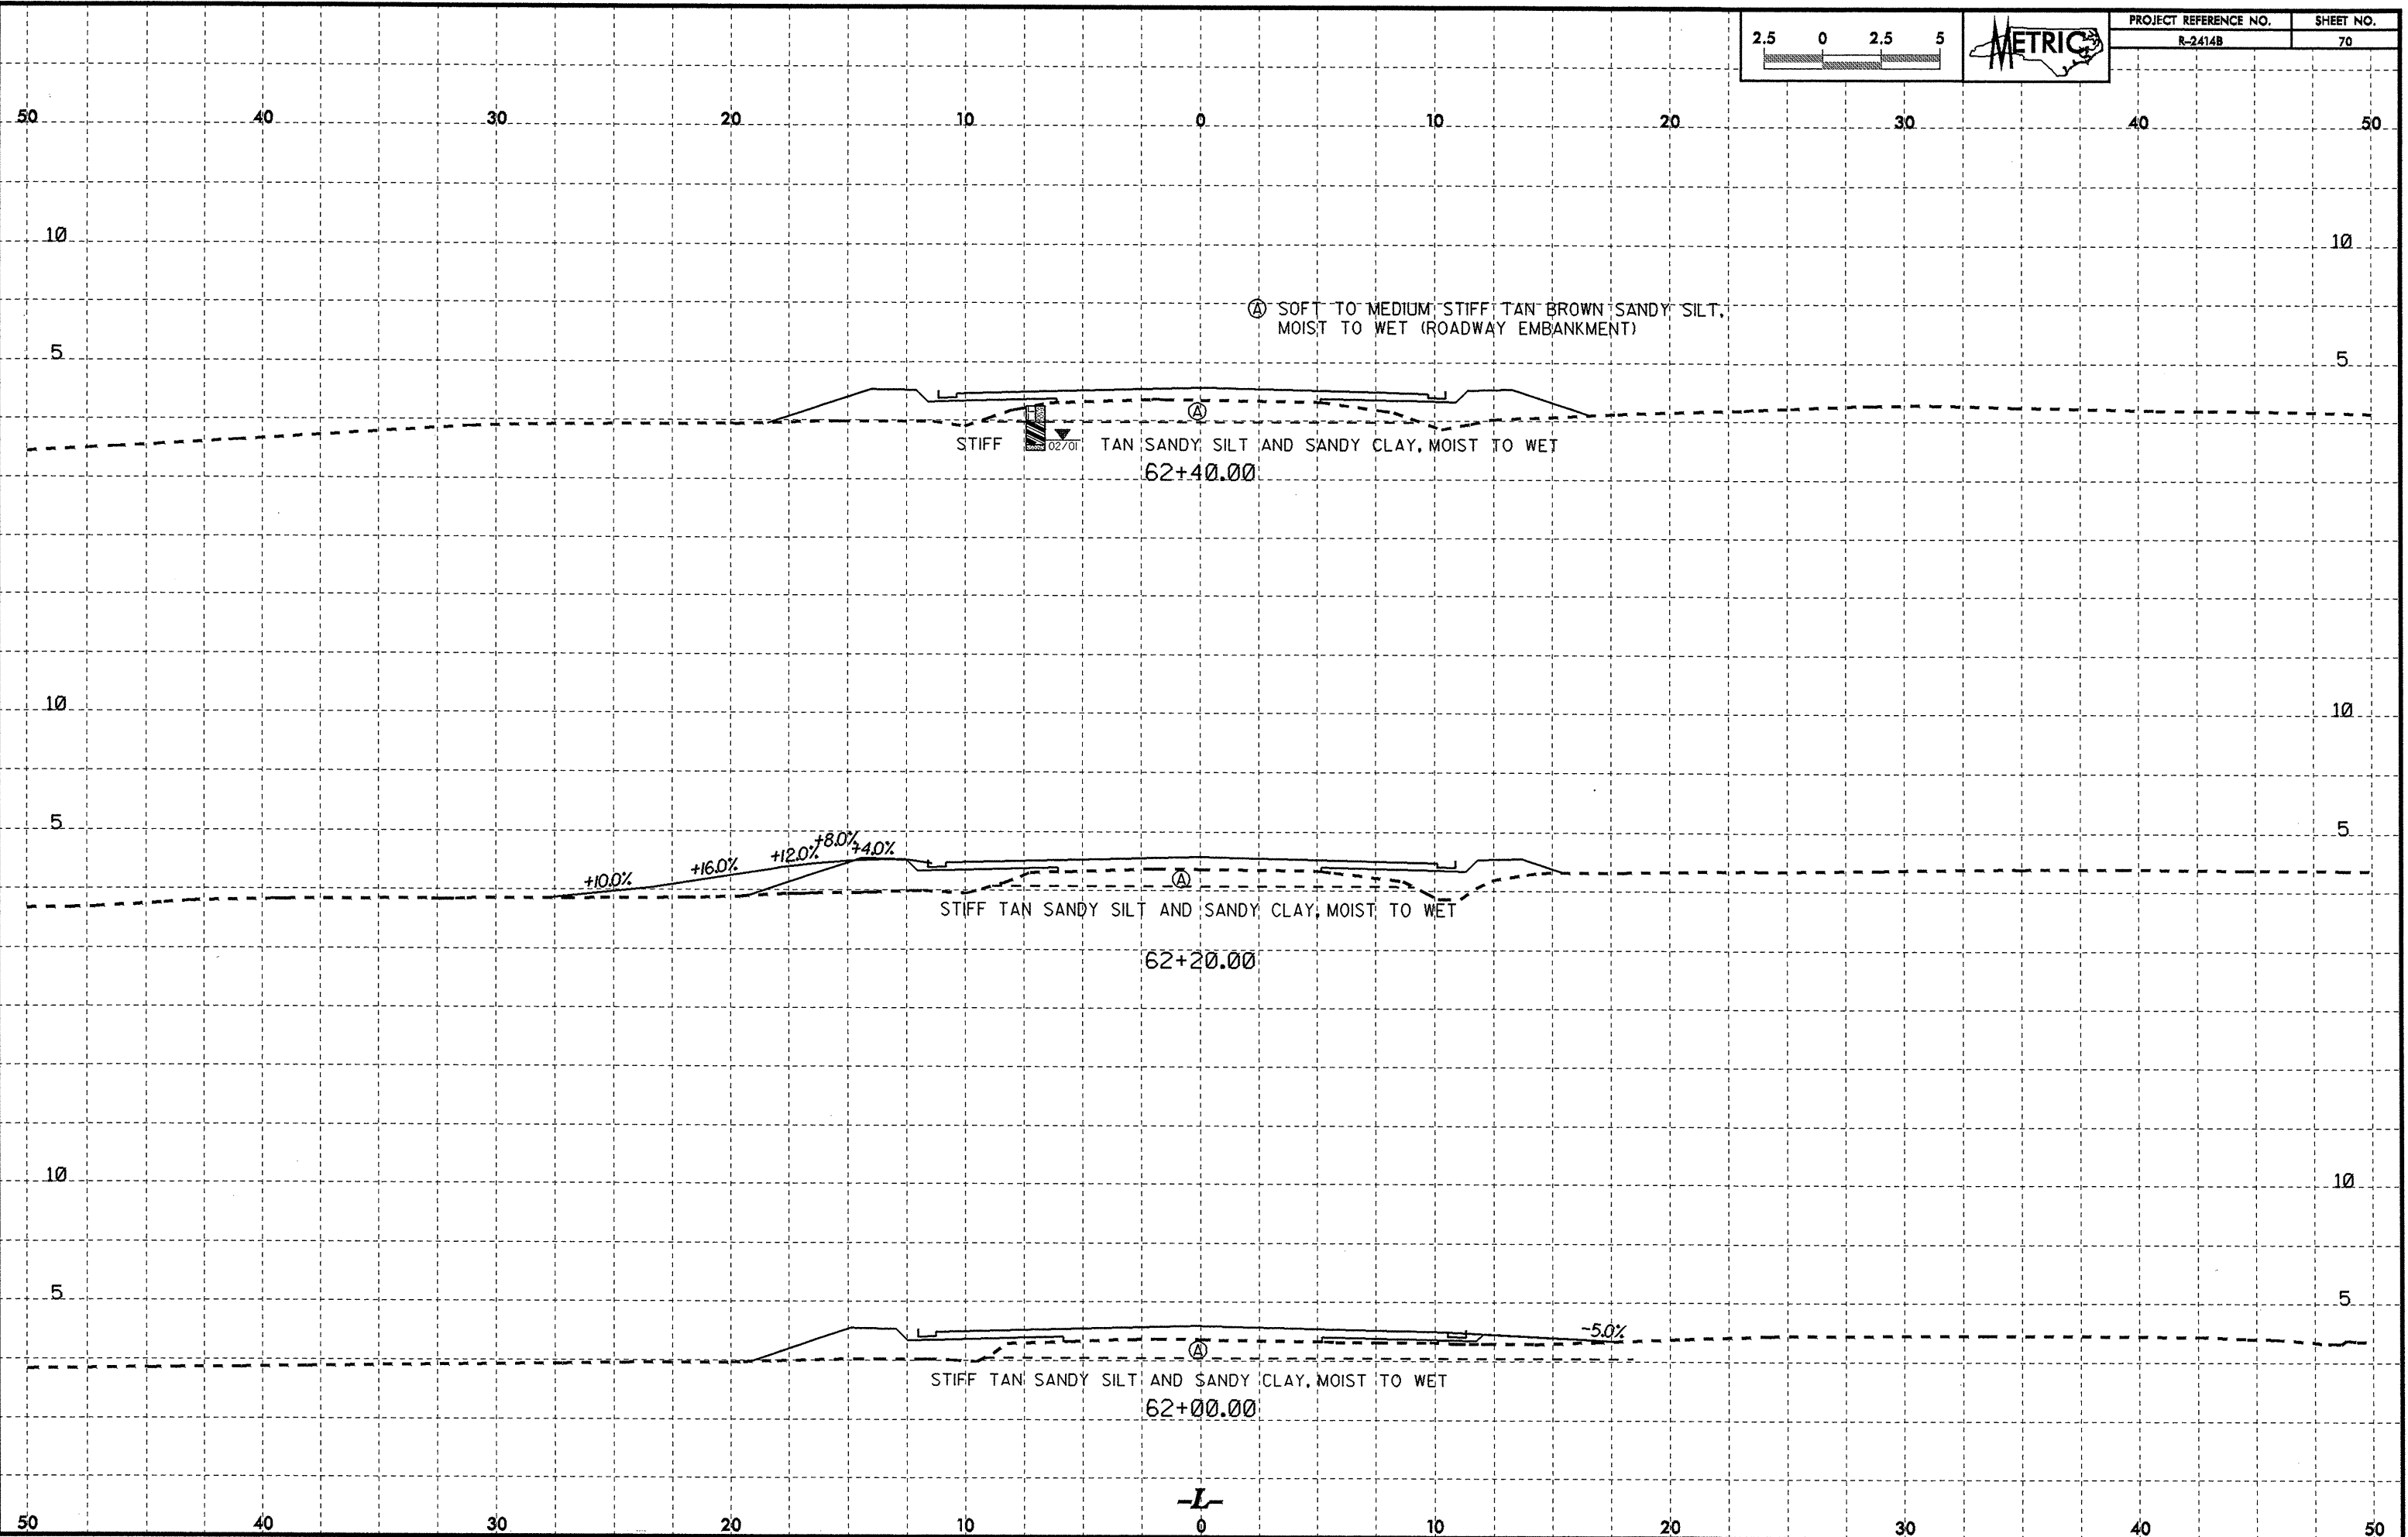 PROJECT REFERENCE NO. SHEET NO.
R-2414B 70
2.5 0 2.5 5
METRIC
50 40 30 20 10 0 10 20 30 40 50
10 10
Ⓐ SOFT TO MEDIUM STIFF TAN BROWN SANDY SILT,
MOIST TO WET (ROADWAY EMBANKMENT)
5 5
Ⓐ
STIFF 02/01 TAN SANDY SILT AND SANDY CLAY, MOIST TO WET
62+40.00
10 10
5 5
+10.0% +16.0% +12.0% +8.0% +4.0%
Ⓐ
STIFF TAN SANDY SILT AND SANDY CLAY, MOIST TO WET
62+20.00
10 10
5 5
-5.0%
Ⓐ
STIFF TAN SANDY SILT AND SANDY CLAY, MOIST TO WET
62+00.00
-L-
50 40 30 20 10 0 10 20 30 40 50